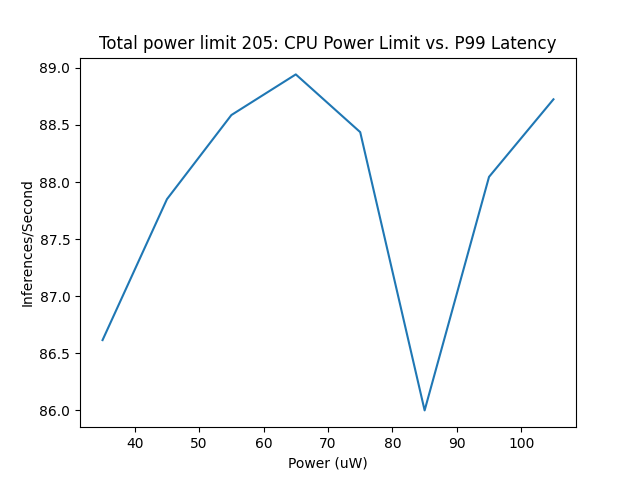 Total power limit 205: CPU Power Limit vs. P99 Latency
89.0
88.5
88.0
87.5
87.0
86.5
86.0
Inferences/Second
40 50 60 70 80 90 100
Power (uW)